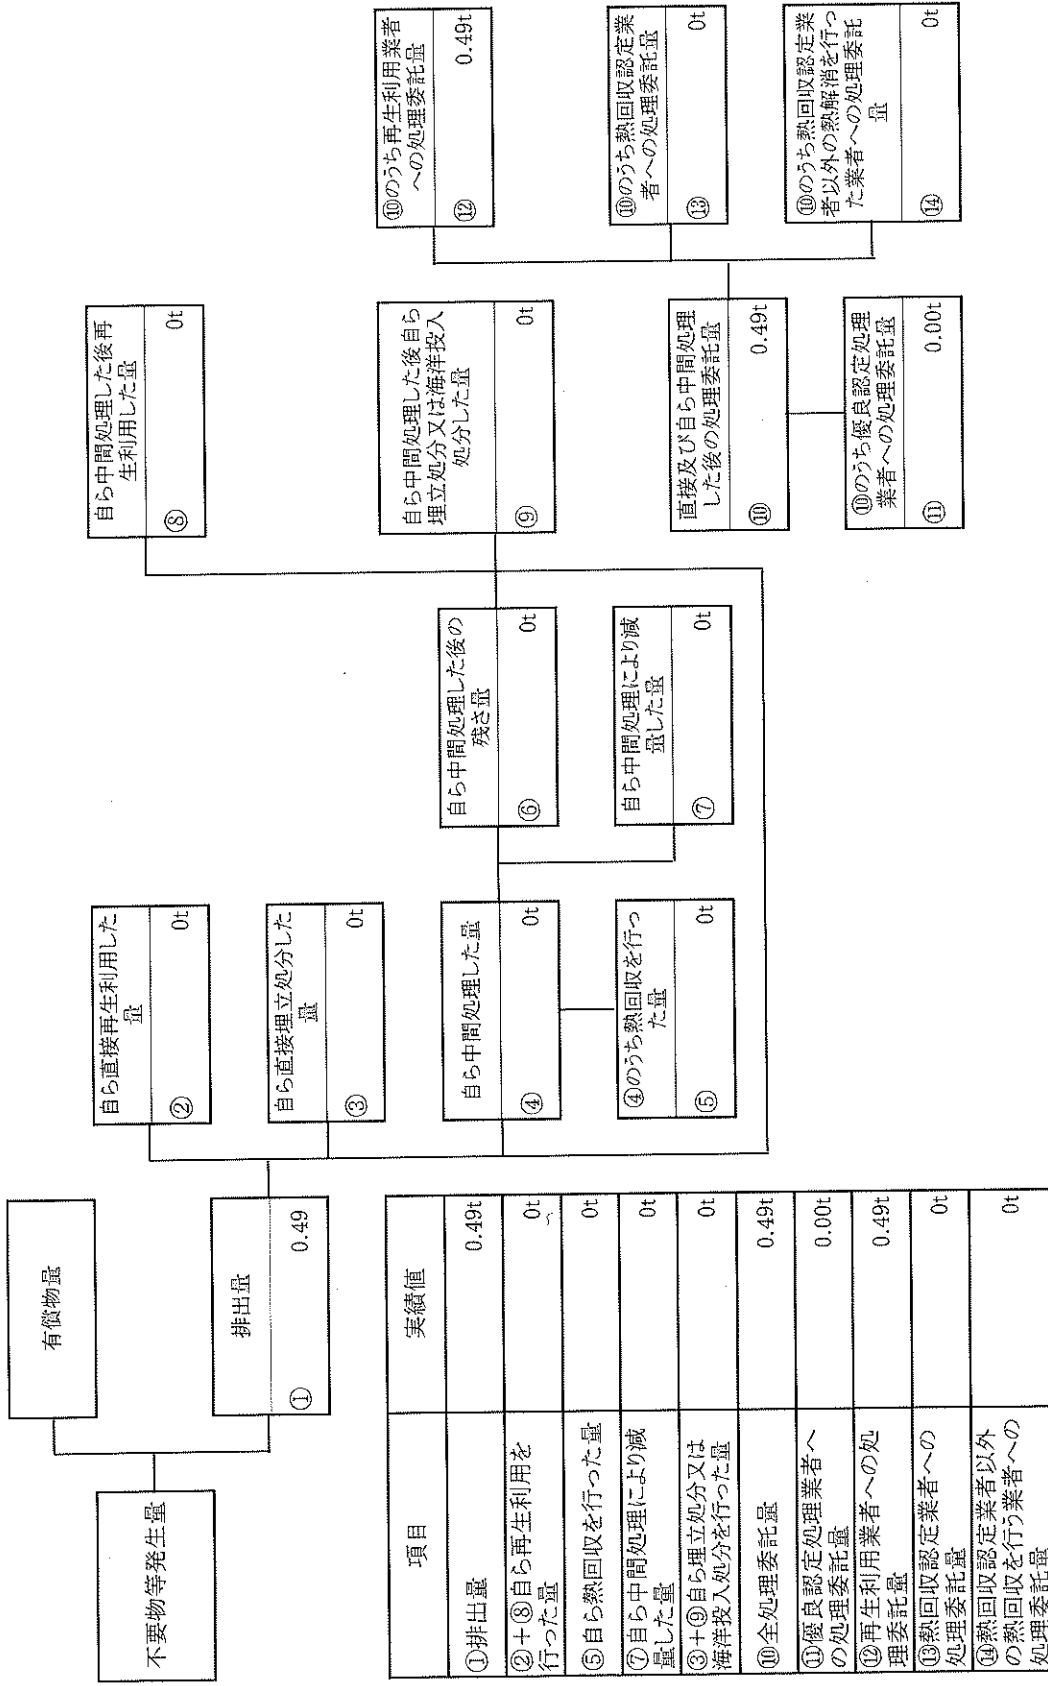 不要物等発生量
有償物量
排出量
① 0.49
自ら直接再生利用した
量
② 0t
自ら直接埋立処分した
量
③ 0t
自ら中間処理した量
④ 0t
④のうち熱回収を行っ
た量
⑤ 0t
自ら中間処理した後の
残さ量
⑥ 0t
自ら中間処理により減
量した量
⑦ 0t
自ら中間処理した後再
生利用した量
⑧ 0t
自ら中間処理した後自ら
埋立処分又は海洋投入
処分した量
⑨ 0t
直接及び自ら中間処理
した後の処理委託量
⑩ 0.49t
⑩のうち優良認定処理
業者への処理委託量
⑪ 0.00t
⑩のうち再生利用業者
への処理委託量
⑫ 0.49t
⑩のうち熱回収認定業
者への処理委託量
⑬ 0t
⑩のうち熱回収認定業
者以外の熱解消を行っ
た業者への処理委託
量
⑭ 0t
項目 実績値
①排出量 0.49t
②+⑧自ら再生利用を
行った量 0t
⑤自ら熱回収を行った量 0t
⑦自ら中間処理により減
量した量 0t
③+⑨自ら埋立処分又は
海洋投入処分を行った量 0t
⑩全処理委託量 0.49t
⑪優良認定処理業者へ
の処理委託量 0.00t
⑫再生利用業者への処
理委託量 0.49t
⑬熱回収認定業者への
処理委託量 0t
⑭熱回収認定業者以外
の熱回収を行う業者への
処理委託量 0t